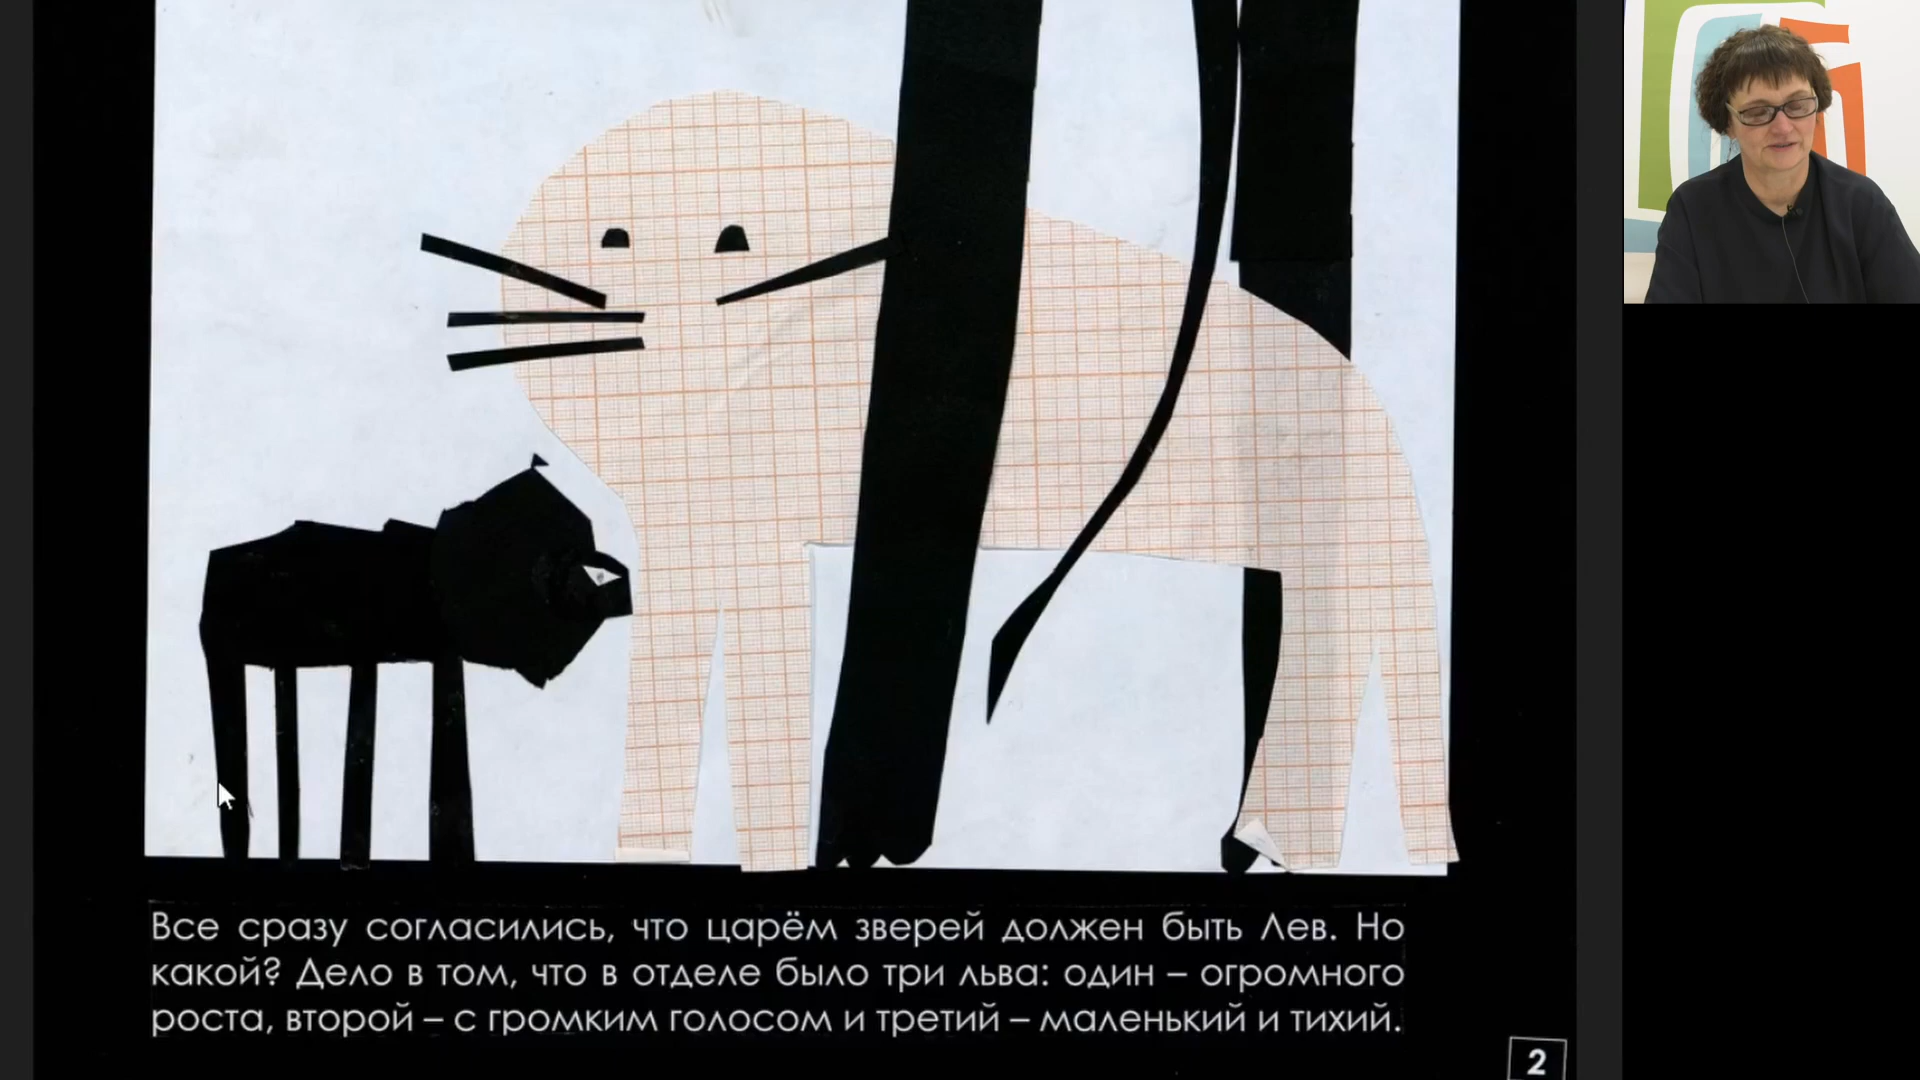 Все сразу согласились, что царём зверей должен быть Лев. Но
какой? Дело в том, что в отделе было три льва: один – огромного
роста, второй – с громким голосом и третий – маленький и тихий.
2